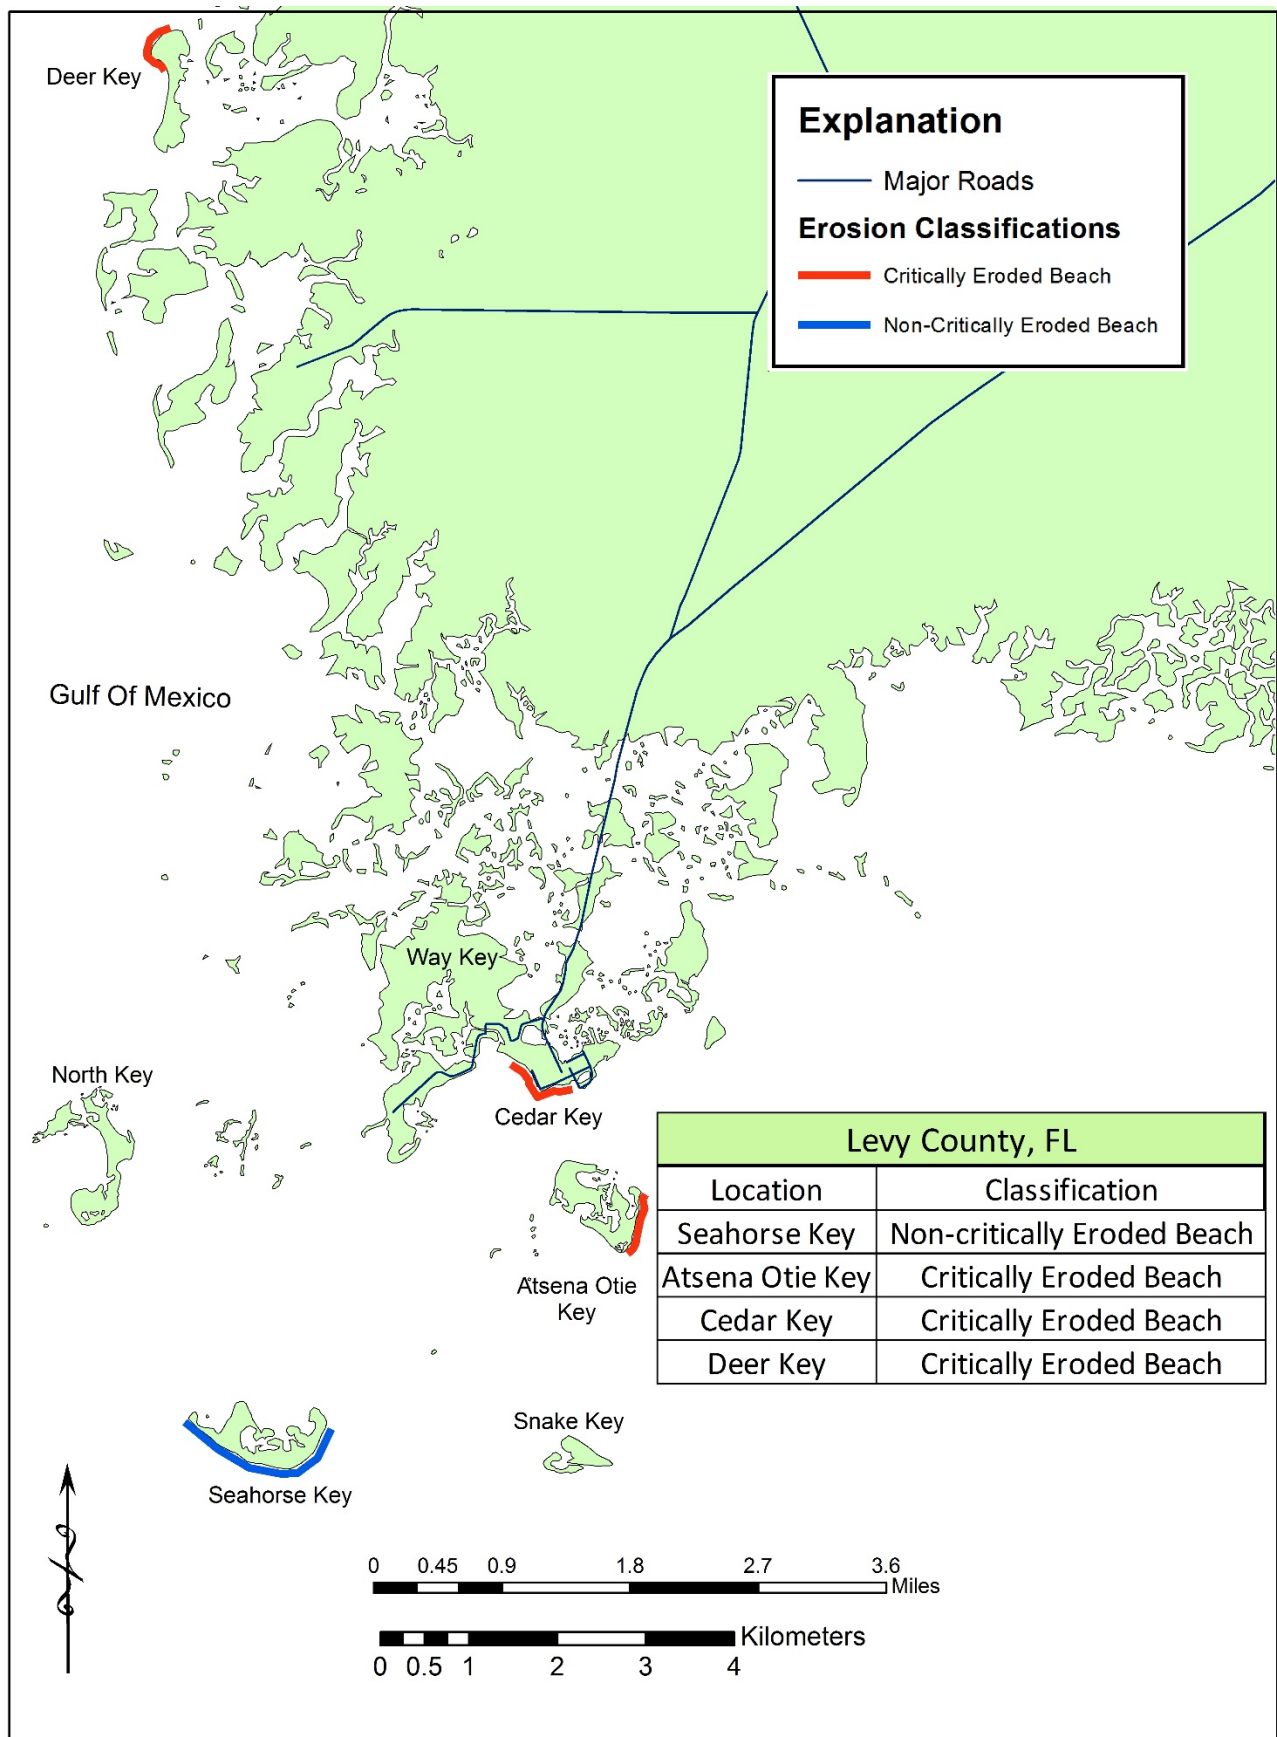 Deer Key
Explanation
Major Roads
Erosion Classifications
Critically Eroded Beach
Non-Critically Eroded Beach
Gulf Of Mexico
Way Key
North Key
Cedar Key
Levy County, FL
Location Classification
Seahorse Key Non-critically Eroded Beach
Atsena Otie Key Critically Eroded Beach
Cedar Key Critically Eroded Beach
Deer Key Critically Eroded Beach
Atsena Otie
Key
Snake Key
Seahorse Key
0 0.45 0.9 1.8 2.7 3.6
Miles
Kilometers
0 0.5 1 2 3 4